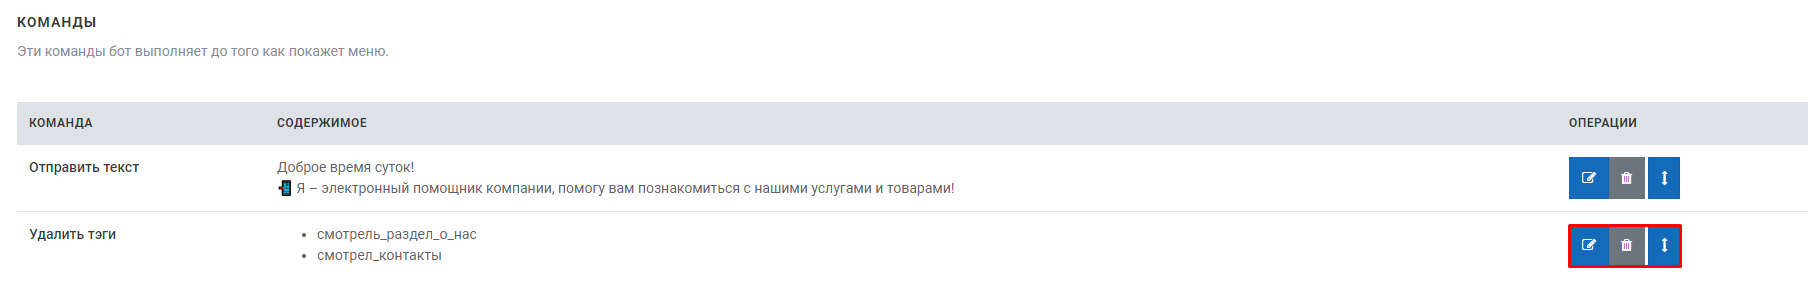 КОМАНДЫ
Эти команды бот выполняет до того как покажет меню.
КОМАНДА СОДЕРЖИМОЕ ОПЕРАЦИИ
Отправить текст Доброе время суток!
📲 Я – электронный помощник компании, помогу вам познакомиться с нашими услугами и товарами!
Удалить тэги • смотрель_раздел_о_нас
• смотрел_контакты